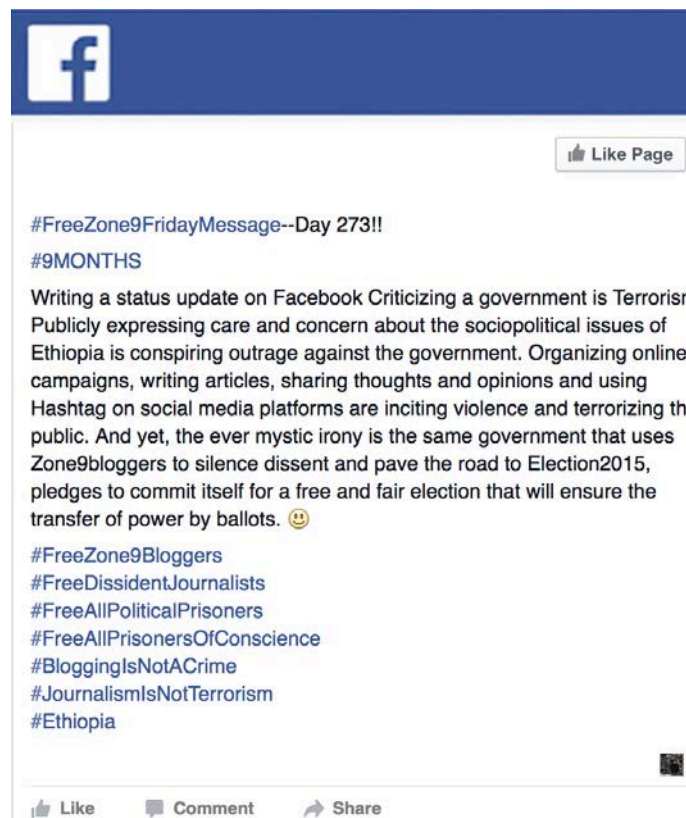 f
Like Page
#FreeZone9FridayMessage--Day 273!!
#9MONTHS
Writing a status update on Facebook Criticizing a government is
Publicly expressing care and concern about the sociopolitical issues of
Ethiopia is conspiring outrage against the government. Organizing online
campaigns, writing articles, sharing thoughts and opinions and using
Hashtag on social media platforms are inciting violence and terrorizing
public. And yet, the ever mystic irony is the same government that uses
Zone9bloggers to silence dissent and pave the road to Election2015,
pledges to commit itself for a free and fair election that will ensure the
transfer of power by ballots.
#FreeZone9Bloggers
#FreeDissidentJournalists
#FreeAllPoliticalPrisoners
#FreeAllPrisonersOfConscience
#BloggingIsNotACrime
#JournalismIsNotTerrorism
#Ethiopia
Like Comment Share